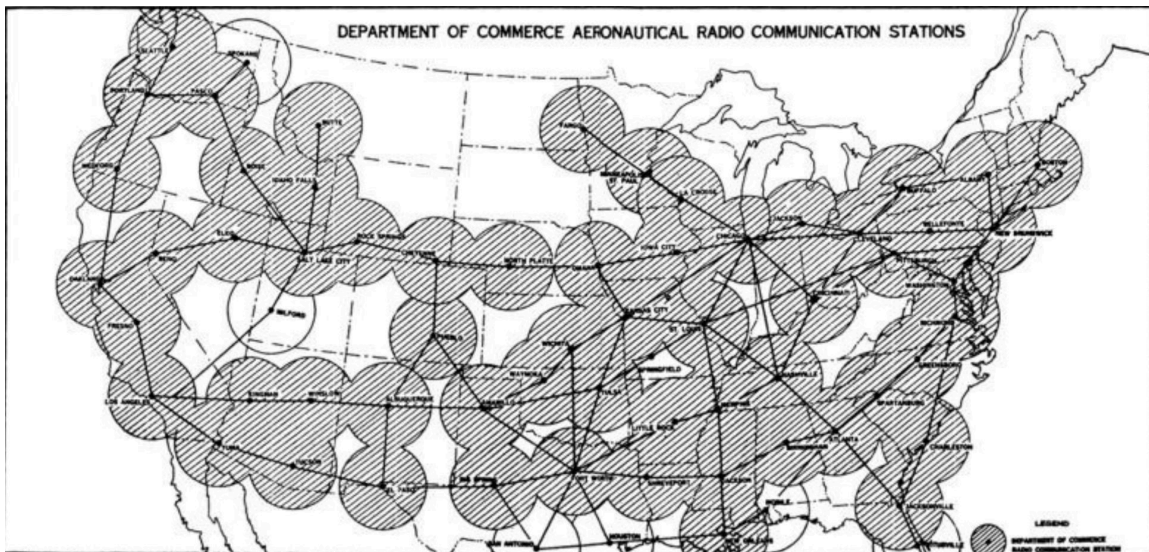 DEPARTMENT OF COMMERCE AERONAUTICAL RADIO COMMUNICATION STATIONS
SEATTLE
SPOKANE
PORTLAND
PASCO
BUTTE
FARGO
BOSTON
MEDFORD
BOISE
IDAHO FALLS
MINNEAPOLIS
ST PAUL
LA CROSSE
BUFFALO
ALBANY
JACKSON
ELKO
ROCK SPRINGS
CHICAGO
CLEVELAND
BELLEFONTE
NEW BRUNSWICK
RENO
SALT LAKE CITY
CHEYENNE
NORTH PLATTE
OMAHA
IOWA CITY
PITTSBURGH
OAKLAND
WASHINGTON
MILFORD
CINCINNATI
FRESNO
KANSAS CITY
ST LOUIS
RICHMOND
PUEBLO
WICHITA
SPRINGFIELD
GREENSBORO
WAYNOKA
NASHVILLE
LOS ANGELES
KINGMAN
WINSLOW
ALBUQUERQUE
AMARILLO
TULSA
SPARTANBURG
LITTLE ROCK
MEMPHIS
ATLANTA
YUMA
BIRMINGHAM
CHARLESTON
TUCSON
EL PASO
BIG SPRING
FORT WORTH
SHREVEPORT
JACKSON
MOBILE
JACKSONVILLE
SAN ANTONIO
HOUSTON
NEW ORLEANS
TITUSVILLE
LEGEND
DEPARTMENT OF COMMERCE
RADIO COMMUNICATION STATION